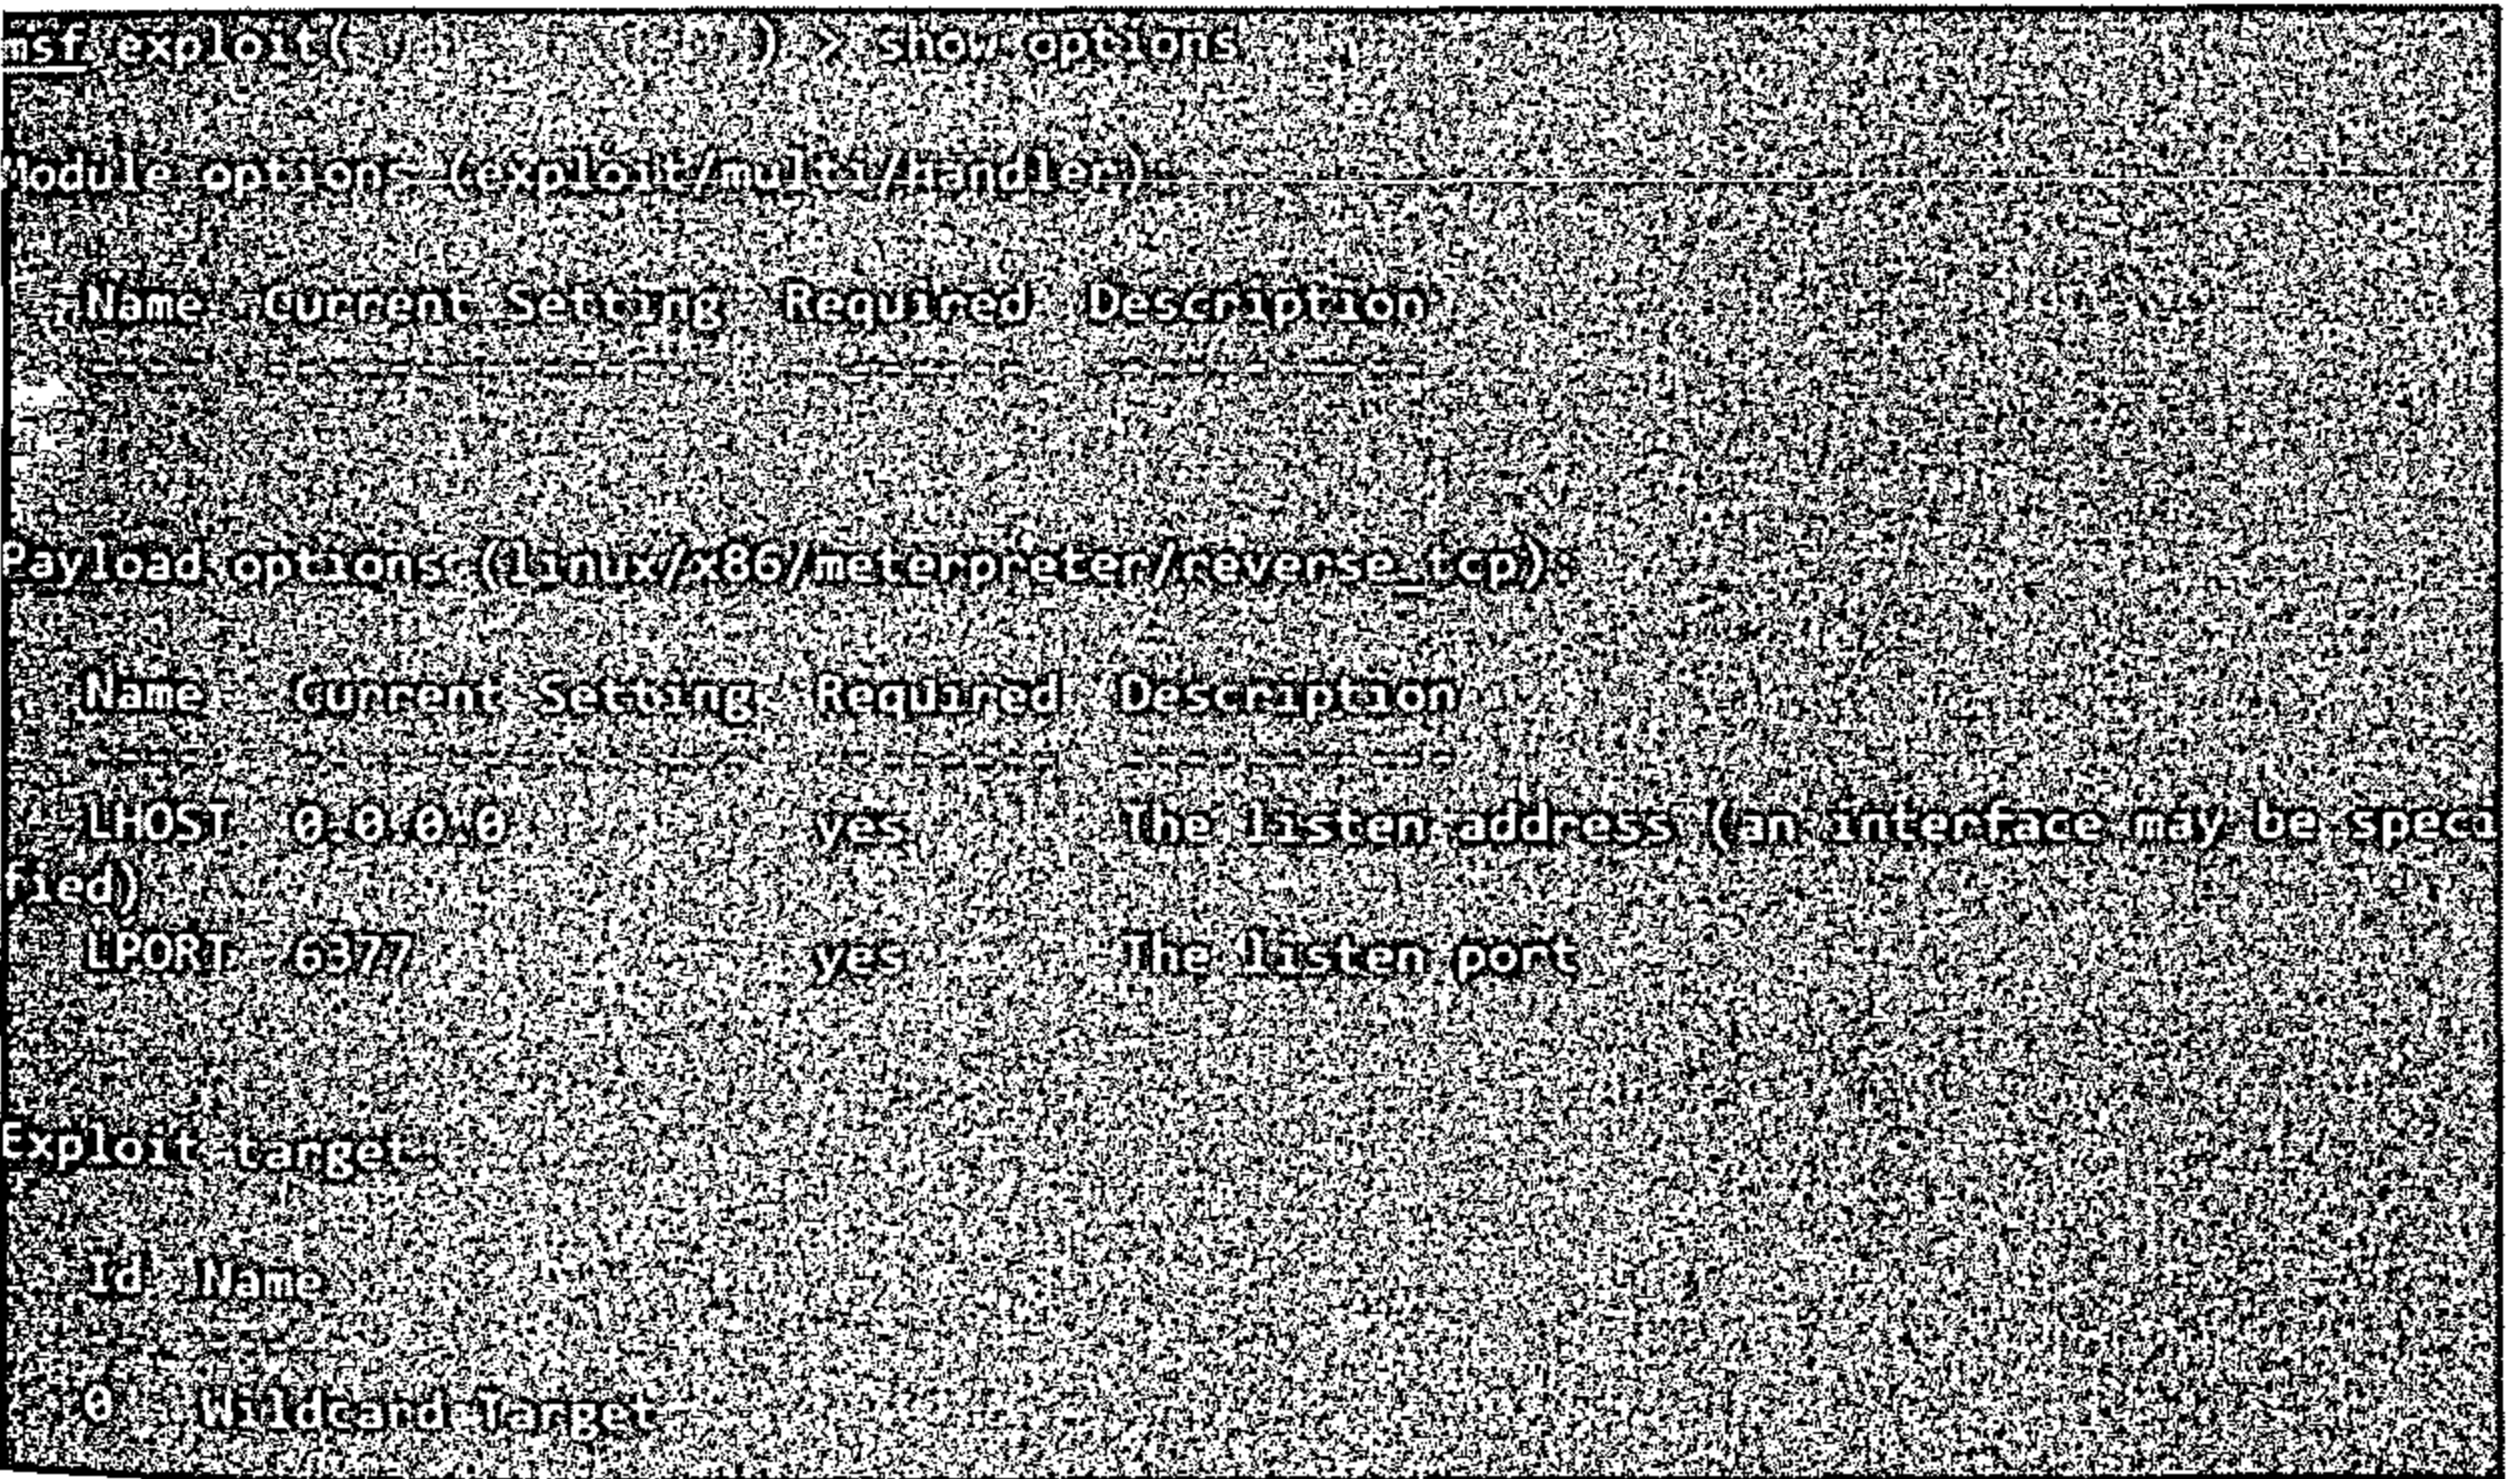 msf exploit( ) > show options
Module options (exploit/multi/handler):
Name Current Setting Required Description
---- --------------- -------- -----------
Payload options (linux/x86/meterpreter/reverse_tcp):
Name Current Setting Required Description
---- --------------- -------- -----------
LHOST 0.0.0.0 yes The listen address (an interface may be speci
fied)
LPORT 6377 yes The listen port
Exploit target:
Id Name
-- ----
0 Wildcard Target